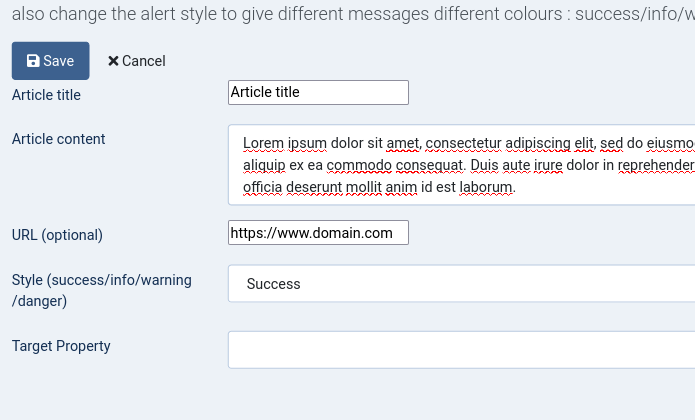 also change the alert style to give different messages different colours : success/info/w
Save
Cancel
Article title
Article title
Article content
Lorem ipsum dolor sit amet, consectetur adipiscing elit, sed do eiusmo
aliquip ex ea commodo consequat. Duis aute irure dolor in reprehender
officia deserunt mollit anim id est laborum.
URL (optional)
https://www.domain.com
Style (success/info/warning
/danger)
Success
Target Property